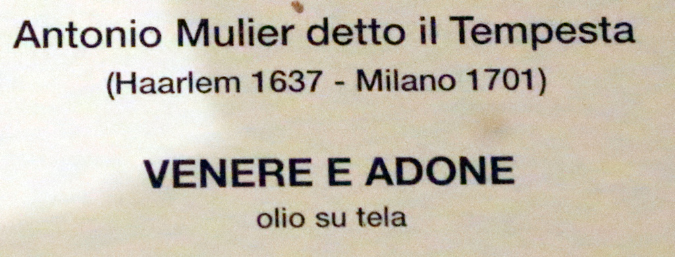 Antonio Mulier detto il Tempesta
(Haarlem 1637 - Milano 1701)
VENERE E ADONE
olio su tela